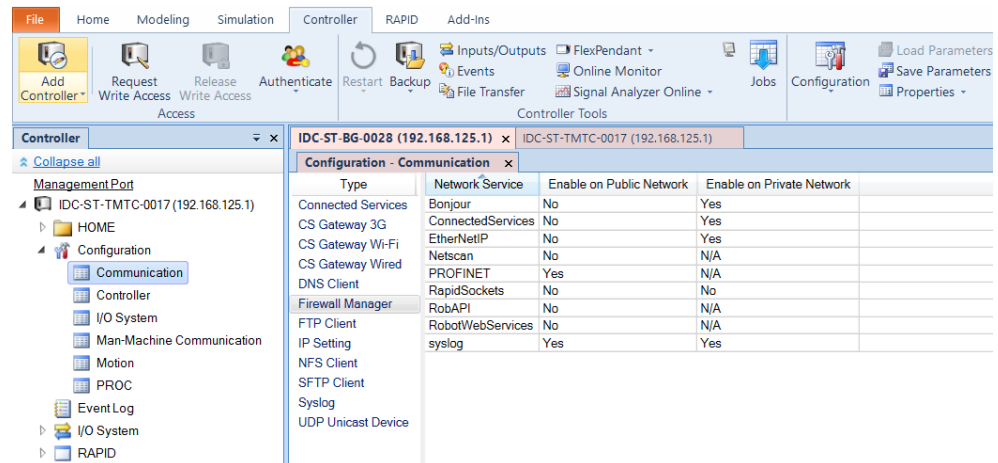 File Home Modeling Simulation Controller RAPID Add-Ins
Add Controller
Request Write Access
Release Write Access
Authenticate
Restart
Backup
Inputs/Outputs
Events
File Transfer
FlexPendant
Online Monitor
Signal Analyzer Online
Jobs
Configuration
Load Parameters
Save Parameters
Properties
Access
Controller Tools
Controller
Collapse all
Management Port
IDC-ST-TMTC-0017 (192.168.125.1)
HOME
Configuration
Communication
Controller
I/O System
Man-Machine Communication
Motion
PROC
Event Log
I/O System
RAPID
IDC-ST-BG-0028 (192.168.125.1) x IDC-ST-TMTC-0017 (192.168.125.1)
Configuration - Communication x
Type
Connected Services
CS Gateway 3G
CS Gateway Wi-Fi
CS Gateway Wired
DNS Client
Firewall Manager
FTP Client
IP Setting
NFS Client
SFTP Client
Syslog
UDP Unicast Device
Network Service Enable on Public Network Enable on Private Network
Bonjour No Yes
ConnectedServices No Yes
EtherNetIP No Yes
Netscan No N/A
PROFINET Yes N/A
RapidSockets No No
RobAPI No N/A
RobotWebServices No N/A
syslog Yes Yes